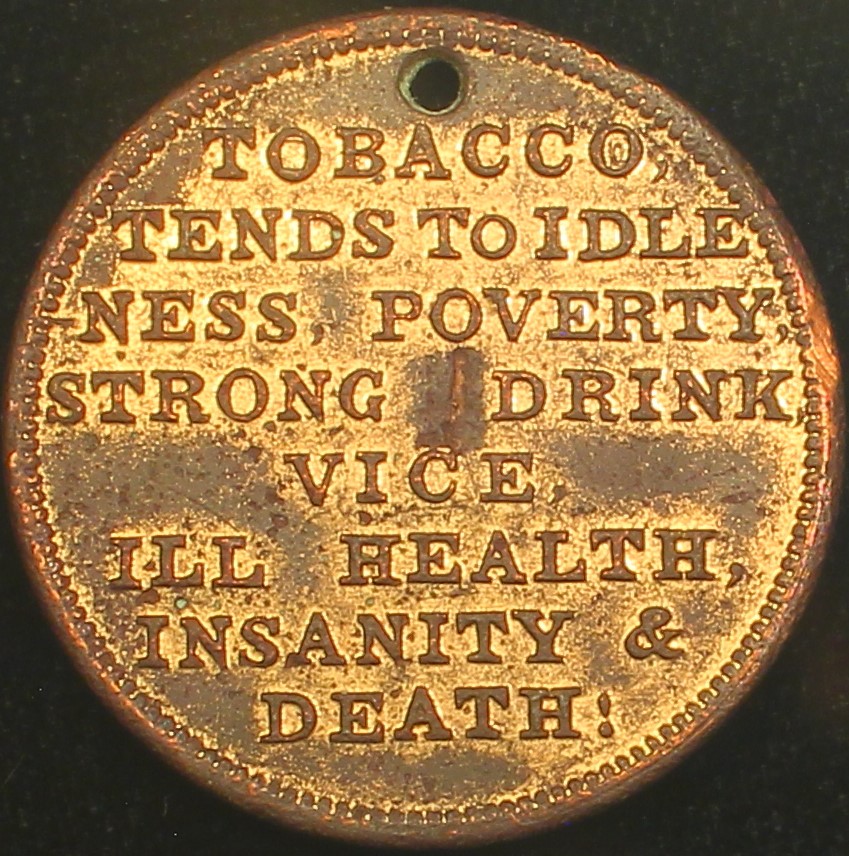 TOBACCO,
TENDS TO IDLE
NESS, POVERTY,
STRONG DRINK
VICE,
ILL HEALTH,
INSANITY &
DEATH!